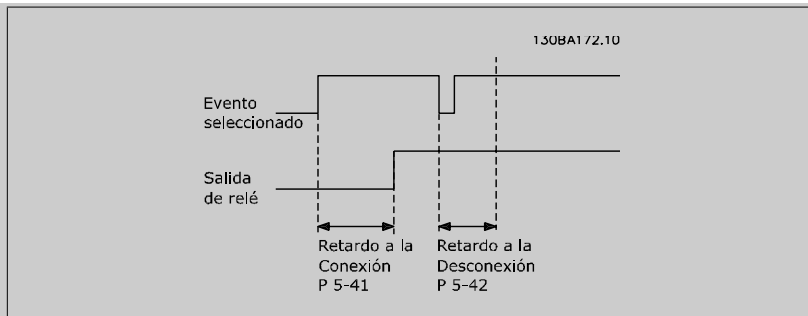 130BA172.10
Evento
seleccionado
Salida
de relé
Retardo a la
Conexión
P 5-41
Retardo a la
Desconexión
P 5-42